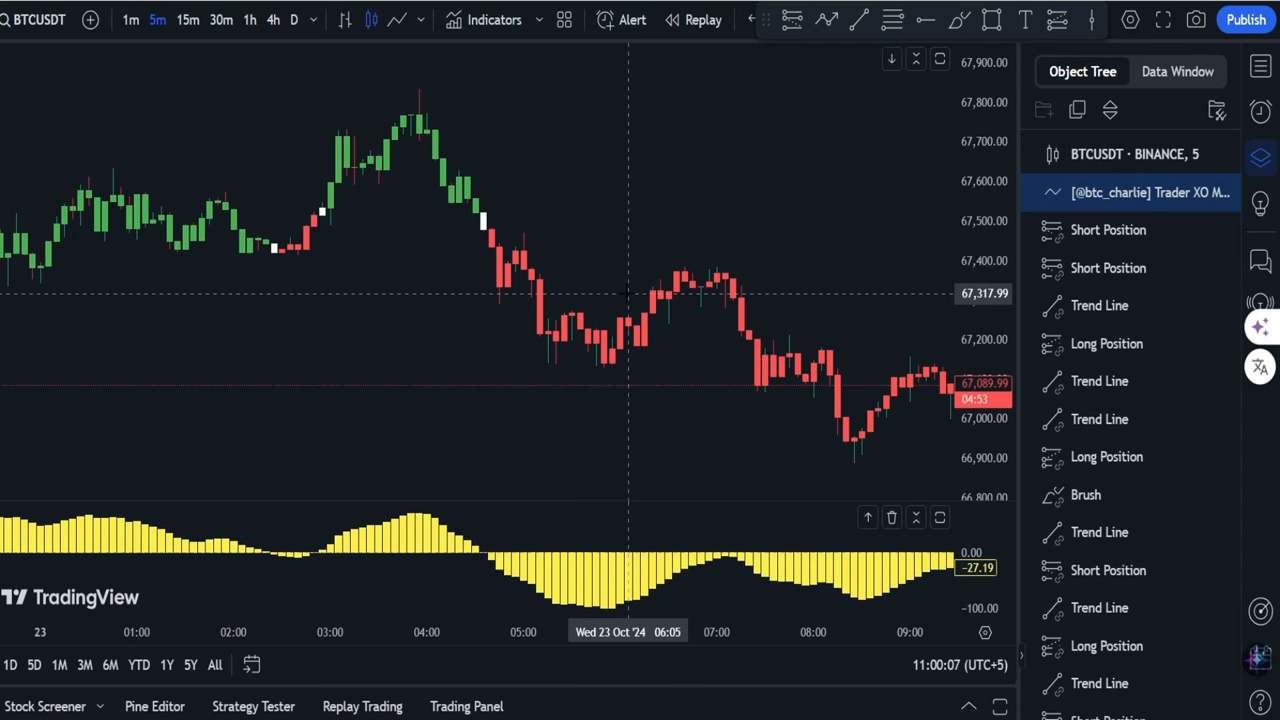 BTCUSDT 1m 5m 15m 30m 1h 4h D Indicators Alert Replay Publish
67,900.00
67,800.00
67,700.00
67,600.00
67,500.00
67,400.00
67,317.99
67,200.00
67,089.99
04:53
67,000.00
66,900.00
66,800.00
0.00
−27.19
−100.00
TradingView
23 01:00 02:00 03:00 04:00 05:00 Wed 23 Oct '24 06:05 07:00 08:00 09:00
1D 5D 1M 3M 6M YTD 1Y 5Y All 11:00:07 (UTC+5)
Stock Screener Pine Editor Strategy Tester Replay Trading Trading Panel
Object Tree Data Window
BTCUSDT · BINANCE, 5
[@btc_charlie] Trader XO M...
Short Position
Short Position
Trend Line
Long Position
Trend Line
Trend Line
Long Position
Brush
Trend Line
Short Position
Trend Line
Long Position
Trend Line